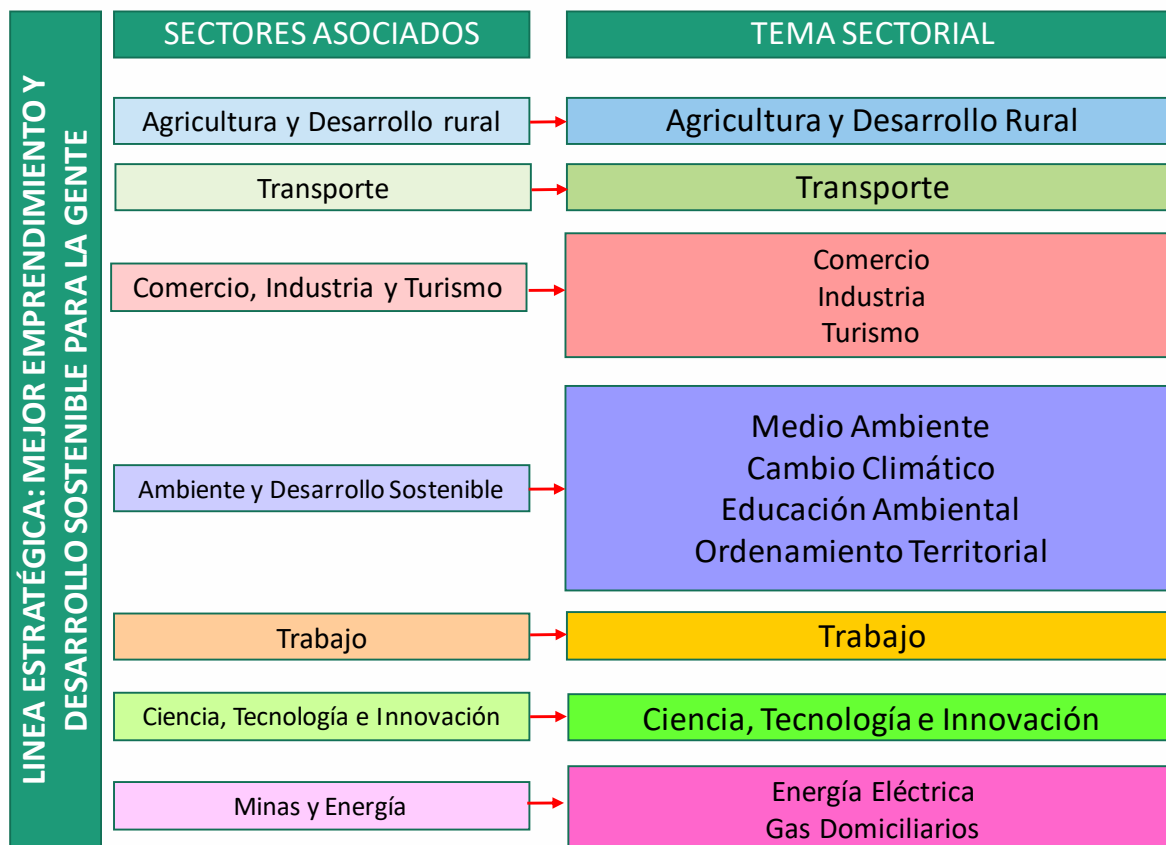 LINEA ESTRATÉGICA: MEJOR EMPRENDIMIENTO Y
DESARROLLO SOSTENIBLE PARA LA GENTE
SECTORES ASOCIADOS
TEMA SECTORIAL
Agricultura y Desarrollo rural
Agricultura y Desarrollo Rural
Transporte
Transporte
Comercio, Industria y Turismo
Comercio
Industria
Turismo
Ambiente y Desarrollo Sostenible
Medio Ambiente
Cambio Climático
Educación Ambiental
Ordenamiento Territorial
Trabajo
Trabajo
Ciencia, Tecnología e Innovación
Ciencia, Tecnología e Innovación
Minas y Energía
Energía Eléctrica
Gas Domiciliarios